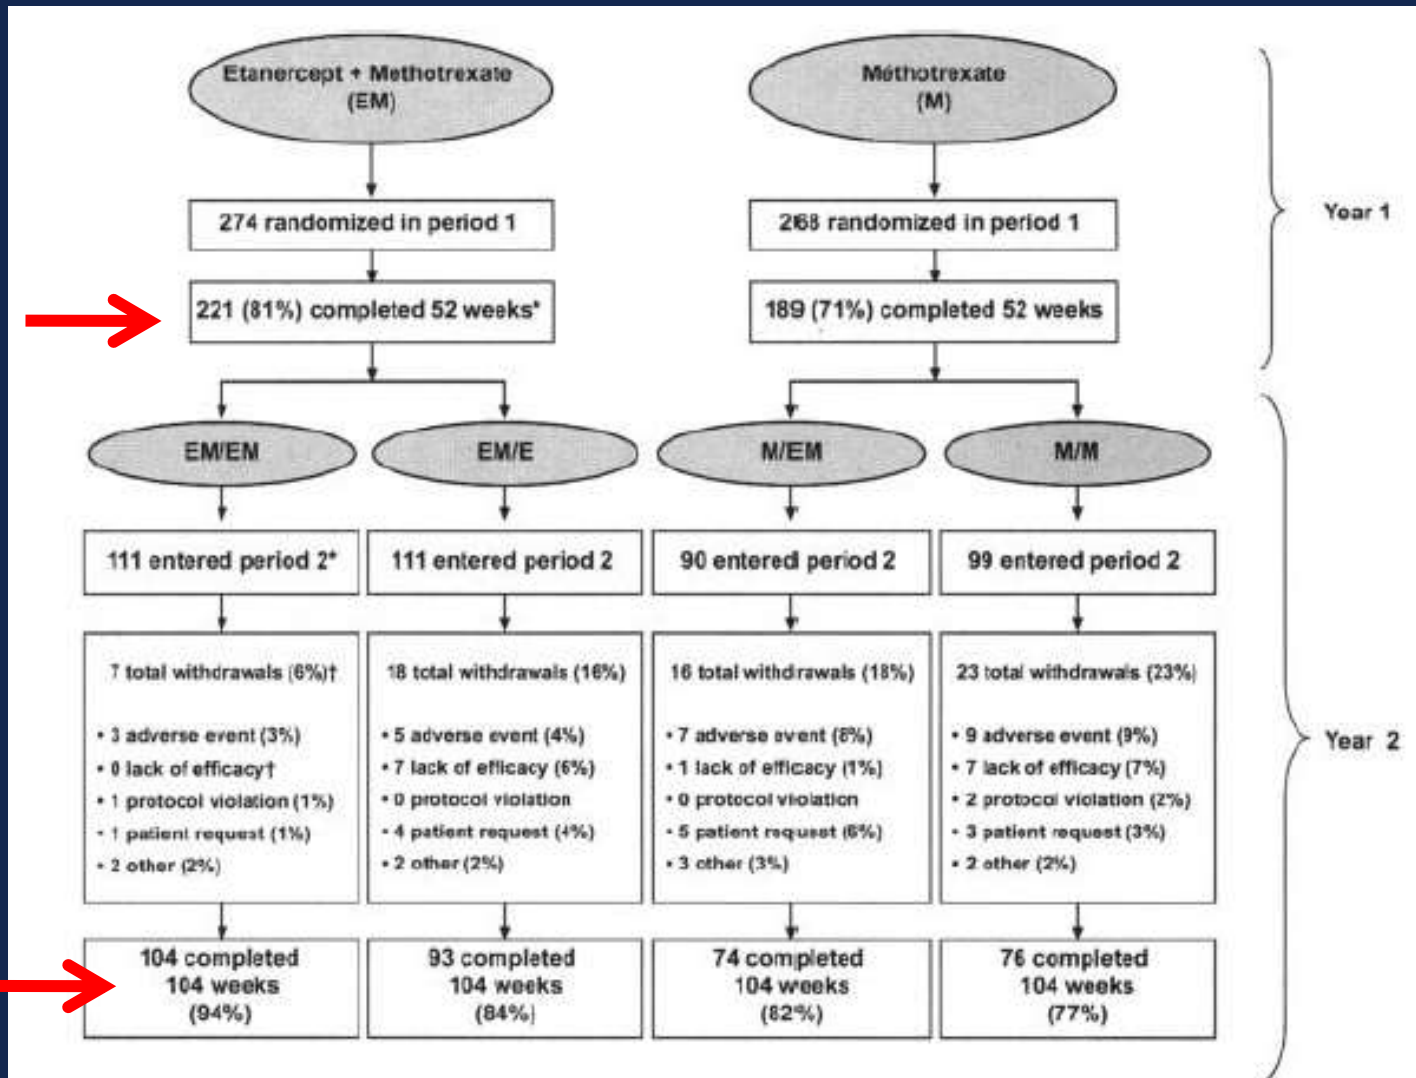 Etanercept + Methotrexate
(EM)
Methotrexate
(M)
274 randomized in period 1
268 randomized in period 1
Year 1
221 (81%) completed 52 weeks*
189 (71%) completed 52 weeks
EM/EM
EM/E
M/EM
M/M
111 entered period 2*
111 entered period 2
90 entered period 2
99 entered period 2
7 total withdrawals (6%)†
• 3 adverse event (3%)
• 0 lack of efficacy†
• 1 protocol violation (1%)
• 1 patient request (1%)
• 2 other (2%)
18 total withdrawals (16%)
• 5 adverse event (4%)
• 7 lack of efficacy (6%)
• 0 protocol violation
• 4 patient request (4%)
• 2 other (2%)
16 total withdrawals (18%)
• 7 adverse event (8%)
• 1 lack of efficacy (1%)
• 0 protocol violation
• 5 patient request (6%)
• 3 other (3%)
23 total withdrawals (23%)
• 9 adverse event (9%)
• 7 lack of efficacy (7%)
• 2 protocol violation (2%)
• 3 patient request (3%)
• 2 other (2%)
Year 2
104 completed
104 weeks
(94%)
93 completed
104 weeks
(84%)
74 completed
104 weeks
(82%)
76 completed
104 weeks
(77%)